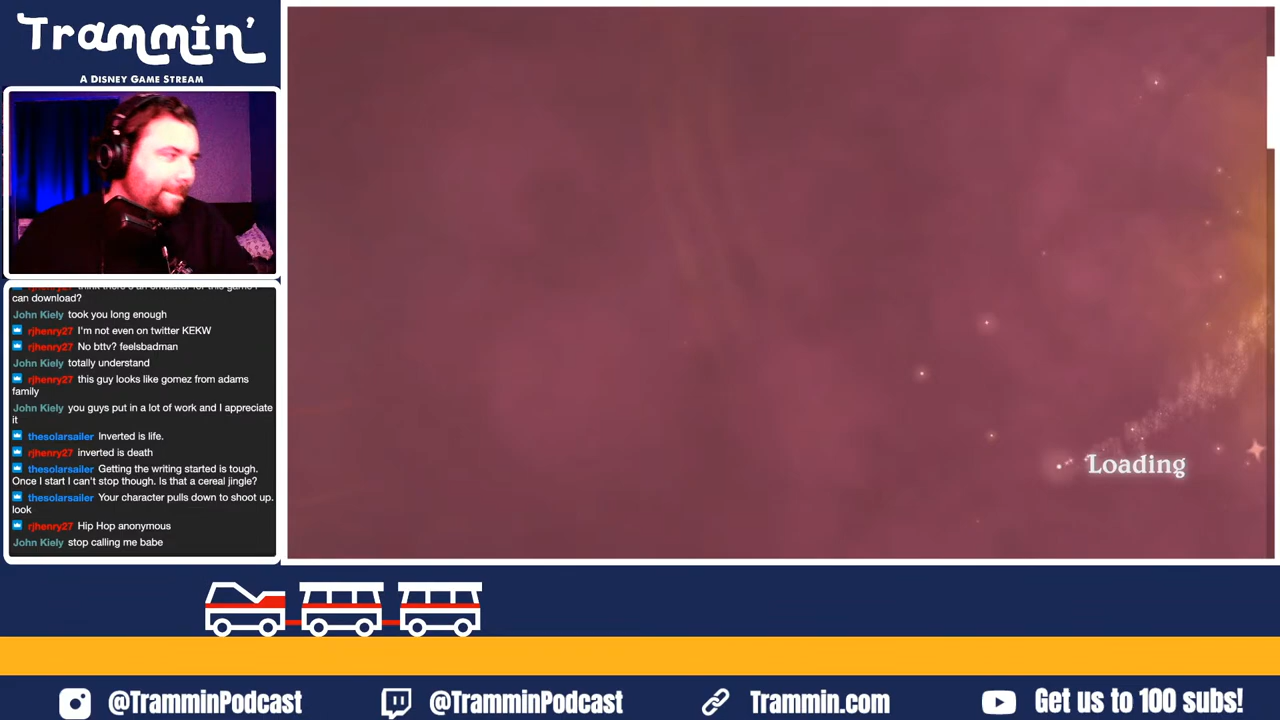 Trammin'
A DISNEY GAME STREAM
can download?
John Kiely took you long enough
rjhenry27 I'm not even on twitter KEKW
rjhenry27 No bttv? feelsbadman
John Kiely totally understand
rjhenry27 this guy looks like gomez from adams
family
John Kiely you guys put in a lot of work and I appreciate
it
thesolarsailer Inverted is life.
rjhenry27 inverted is death
thesolarsailer Getting the writing started is tough.
Once I start I can't stop though. Is that a cereal jingle?
thesolarsailer Your character pulls down to shoot up.
look
rjhenry27 Hip Hop anonymous
John Kiely stop calling me babe
Loading
@TramminPodcast @TramminPodcast Trammin.com Get us to 100 subs!